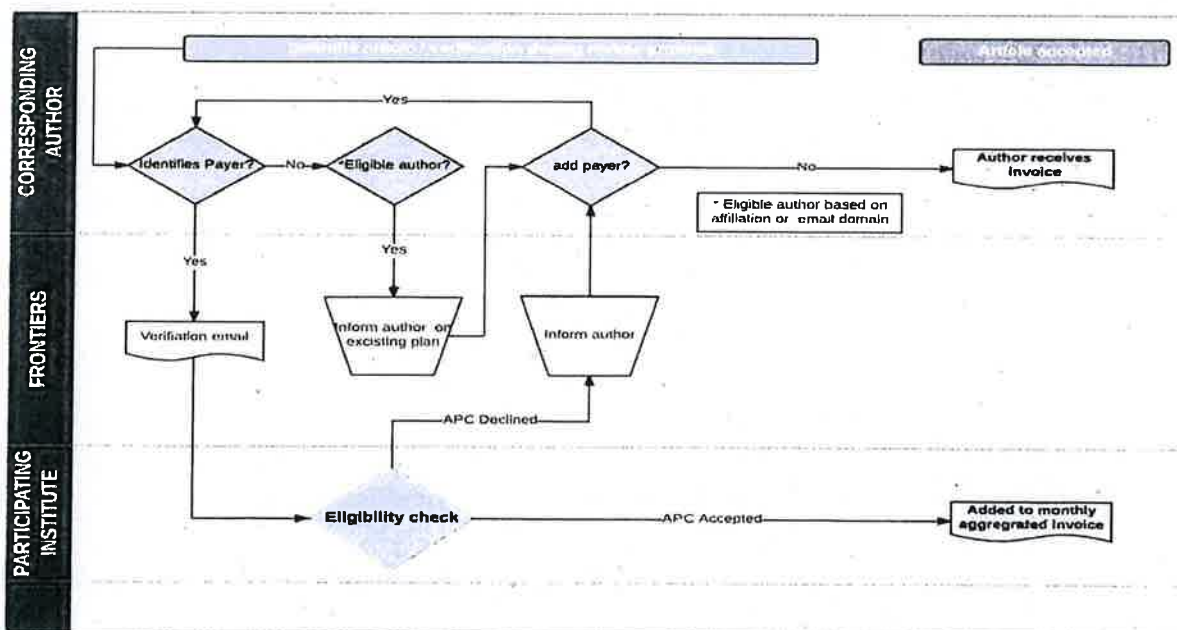 CORRESPONDING
AUTHOR
Article accepted
Yes
Identifies Payer?
No
*Eligible author?
add payer?
No
Author receives
Invoice
* Eligible author based on
affiliation or email domain
FRONTIERS
Yes
Yes
Verifiation email
Inform author on
excisting plan
Inform author
APC Declined
PARTICIPATING
INSTITUTE
Eligibility check
APC Accepted
Added to monthly
aggregrated Invoice